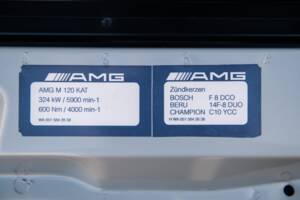 AMG
AMG M 120 KAT
324 kW / 5900 min-1
600 Nm / 4000 min-1
AMG
Zündkerzen
BOSCH F 8 DCO
BERU 14F-8 DUO
CHAMPION C10 YCC